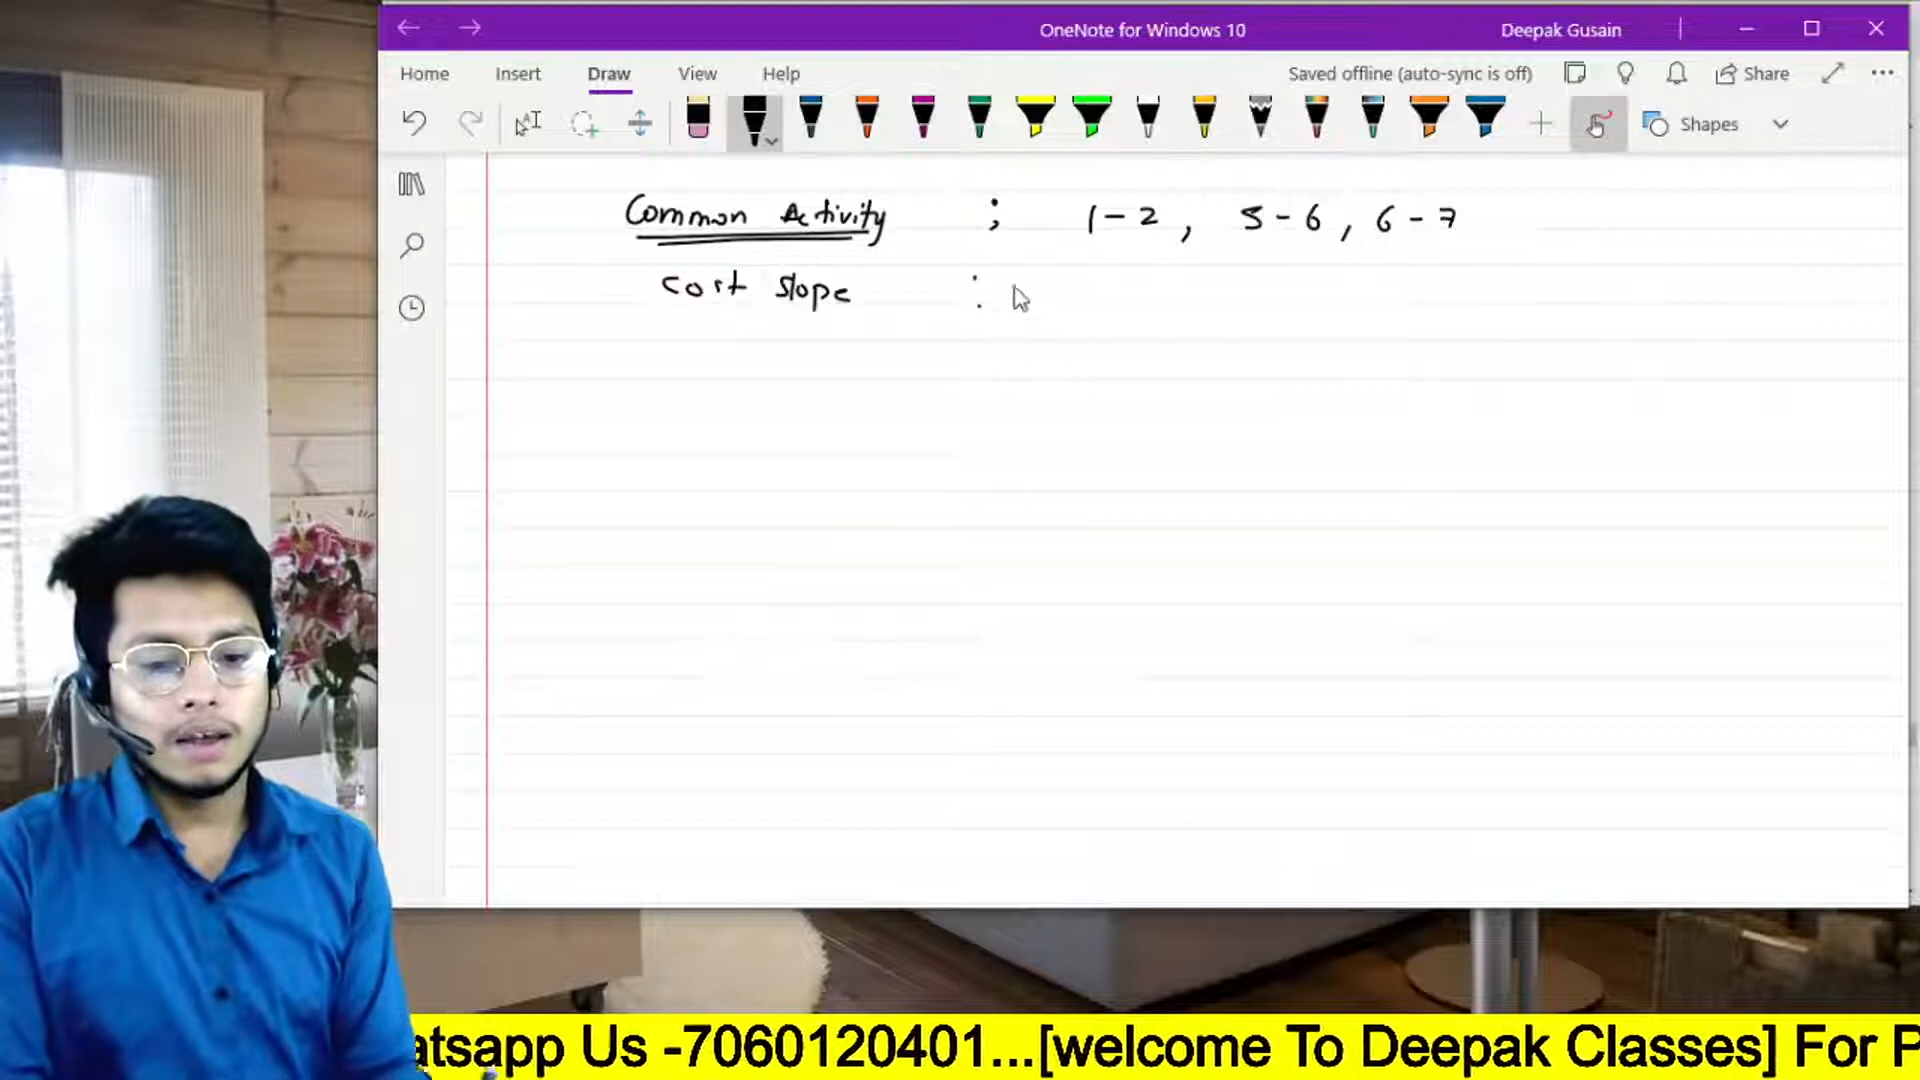 OneNote for Windows 10
Deepak Gusain
Home Insert Draw View Help
Saved offline (auto-sync is off)
Share
Shapes
Common Activity : 1-2, 5-6, 6-7
Cost slope :
atsapp Us -7060120401...[welcome To Deepak Classes] For P